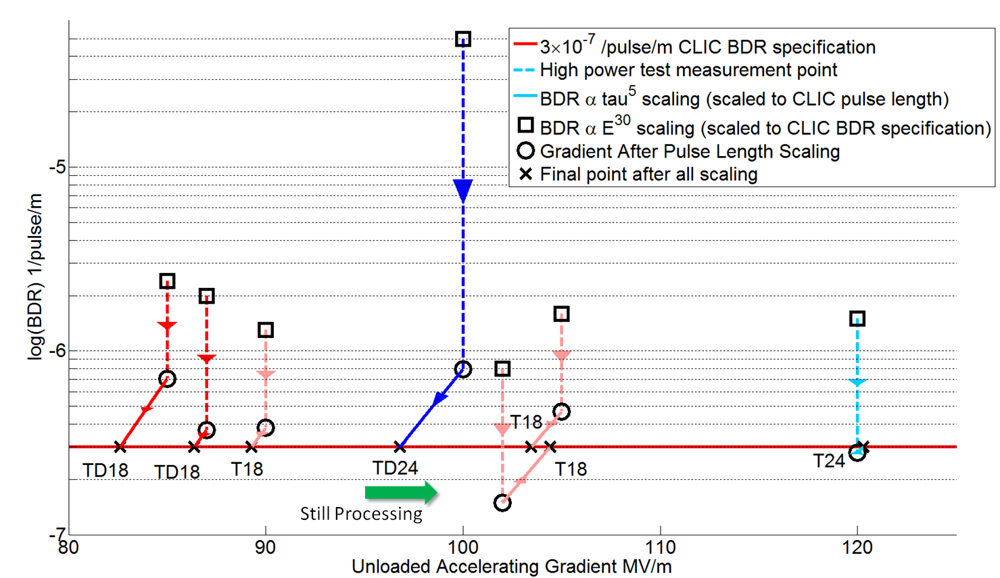 3×10⁻⁷ /pulse/m CLIC BDR specification
High power test measurement point
BDR α tau⁵ scaling (scaled to CLIC pulse length)
BDR α E³⁰ scaling (scaled to CLIC BDR specification)
Gradient After Pulse Length Scaling
Final point after all scaling
log(BDR) 1/pulse/m
-5
-6
-7
T18
TD18
TD18
T18
TD24
T18
T24
Still Processing
80
90
100
110
120
Unloaded Accelerating Gradient MV/m